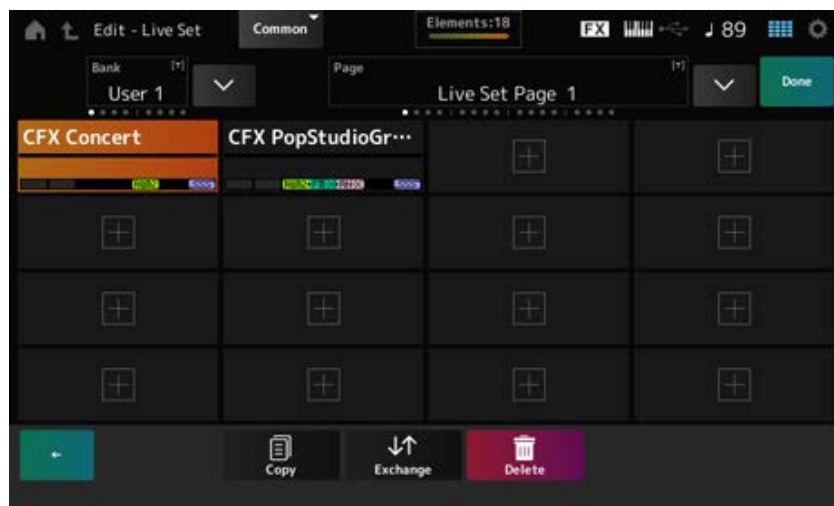 Edit - Live Set
Common
Elements:18
FX
89
Bank
User 1
Page
Live Set Page 1
Done
CFX Concert
CFX PopStudioGr···
Copy
Exchange
Delete